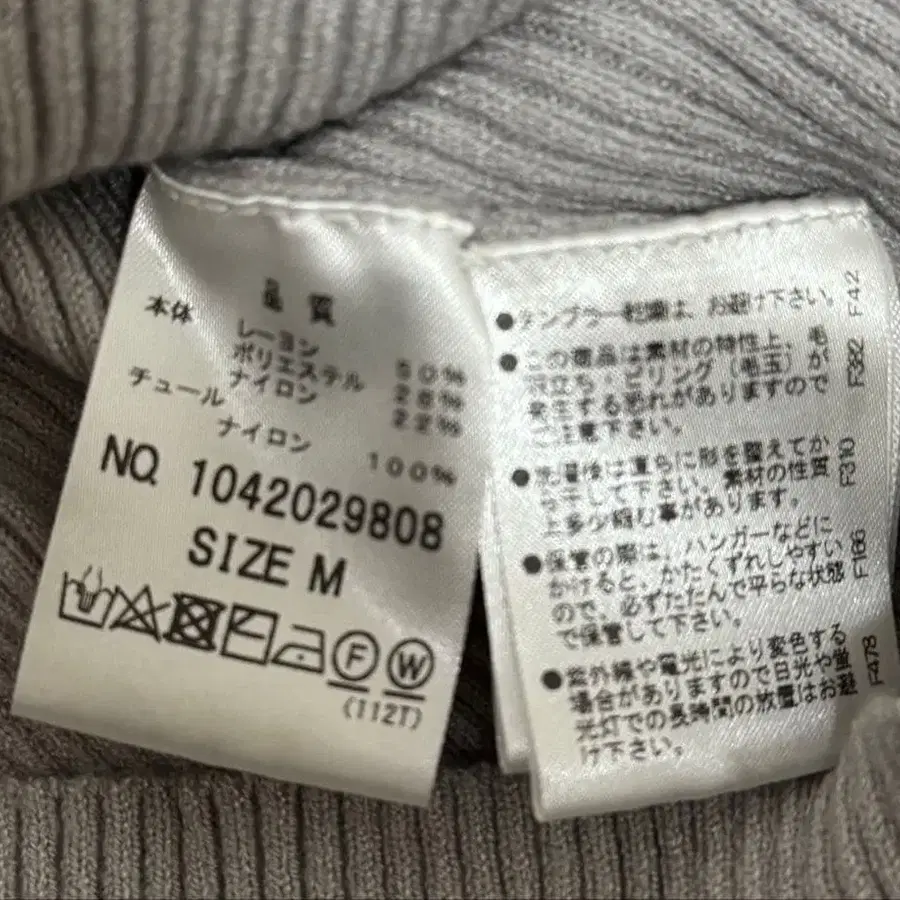 品質
本体
レーヨン 50%
ポリエステル 28%
ナイロン 22%
チュール
ナイロン 100%
NO. 1042029808
SIZE M
F W
(112T)
●タンブラー乾燥は、お避け下さい。 F42
●この商品は素材の特性上、毛
沢立ち・ピリング(毛玉)が
発生する恐れがありますので
ご注意下さい。 F382
●洗濯後は直ちに形を整えてか
ら干して下さい。素材の性質
上多少縮む事があります。 F310
●保管の際は、ハンガーなどに
かけると、かたくずれしやすい
ので、必ずたたんで平らな状態
で保管して下さい。 F166
●紫外線や電光により変色する
場合がありますので日光や蛍
光灯での長時間の放置はお避
け下さい。 F478